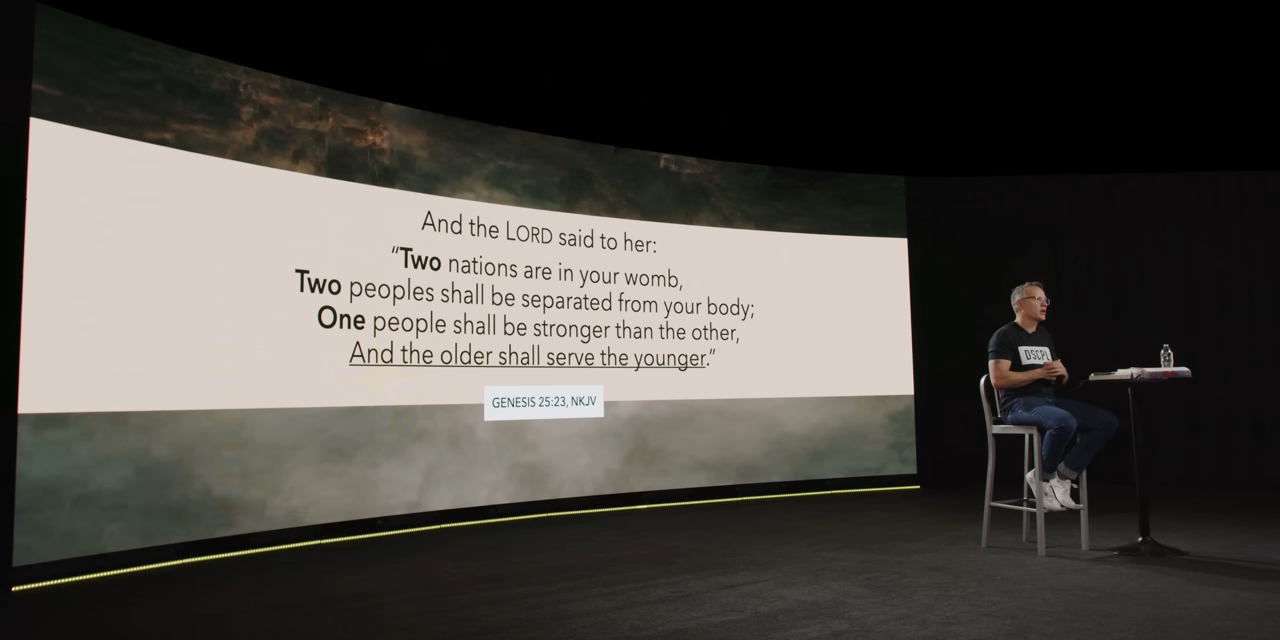 And the LORD said to her:
“Two nations are in your womb,
Two peoples shall be separated from your body;
One people shall be stronger than the other,
And the older shall serve the younger.”
GENESIS 25:23, NKJV
DSCPL